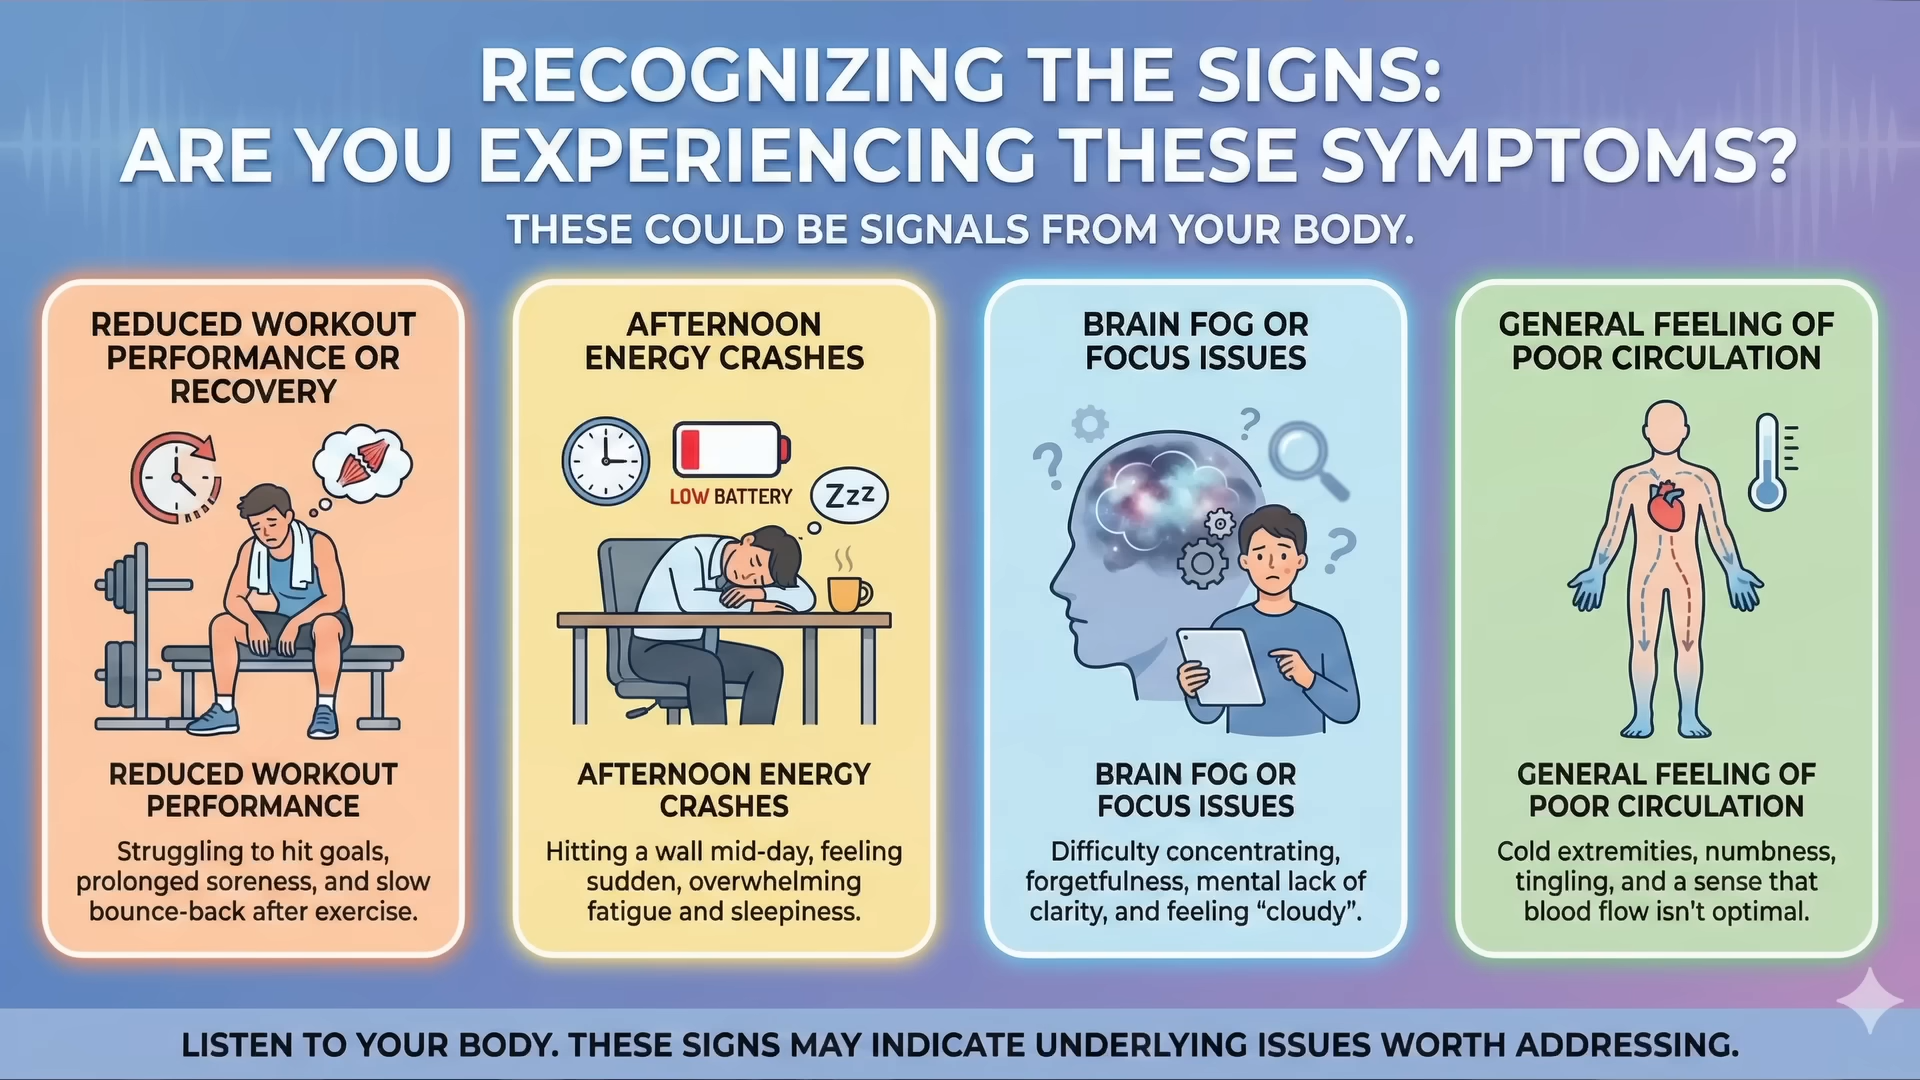 RECOGNIZING THE SIGNS:
ARE YOU EXPERIENCING THESE SYMPTOMS?
THESE COULD BE SIGNALS FROM YOUR BODY.
REDUCED WORKOUT
PERFORMANCE OR
RECOVERY
REDUCED WORKOUT
PERFORMANCE
Struggling to hit goals,
prolonged soreness, and slow
bounce-back after exercise.
AFTERNOON
ENERGY CRASHES
LOW BATTERY
Zzz
AFTERNOON ENERGY
CRASHES
Hitting a wall mid-day, feeling
sudden, overwhelming
fatigue and sleepiness.
BRAIN FOG OR
FOCUS ISSUES
?
?
?
BRAIN FOG OR
FOCUS ISSUES
Difficulty concentrating,
forgetfulness, mental lack of
clarity, and feeling “cloudy”.
GENERAL FEELING OF
POOR CIRCULATION
GENERAL FEELING OF
POOR CIRCULATION
Cold extremities, numbness,
tingling, and a sense that
blood flow isn't optimal.
LISTEN TO YOUR BODY. THESE SIGNS MAY INDICATE UNDERLYING ISSUES WORTH ADDRESSING.